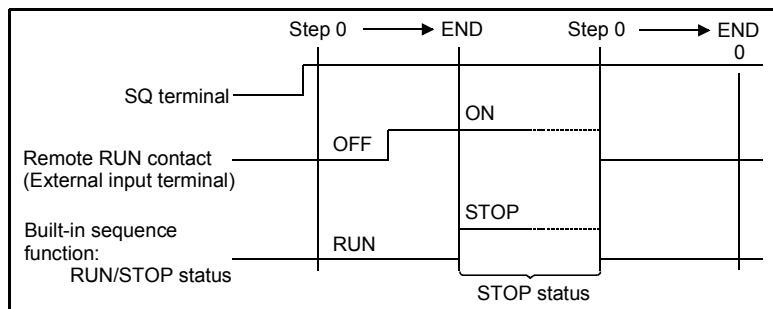 Step 0 → END Step 0 → END
0
SQ terminal
ON
OFF
Remote RUN contact
(External input terminal)
STOP
Built-in sequence
function:
RUN/STOP status
RUN
STOP status